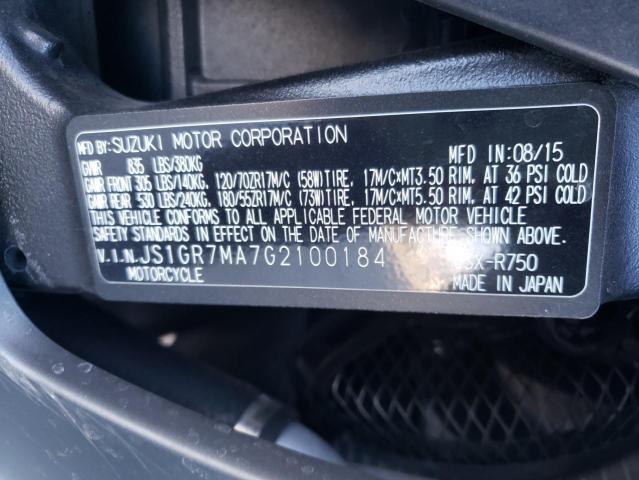 MFD BY: SUZUKI MOTOR CORPORATION MFD IN: 08/15
GVWR 835 LBS/380KG
GAWR FRONT 305 LBS/140KG, 120/70ZR17M/C (58W)TIRE, 17M/C×MT3.50 RIM, AT 36 PSI COLD
GAWR REAR 530 LBS/240KG, 180/55ZR17M/C (73W)TIRE, 17M/C×MT5.50 RIM, AT 42 PSI COLD
THIS VEHICLE CONFORMS TO ALL APPLICABLE FEDERAL MOTOR VEHICLE
SAFETY STANDARDS IN EFFECT ON THE DATE OF MANUFACTURE SHOWN ABOVE.
V.I.N. JS1GR7MA7G2100184 SX-R750
MOTORCYCLE MADE IN JAPAN